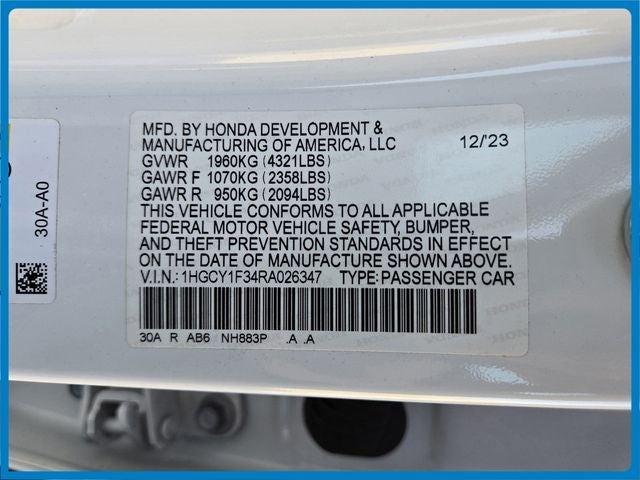 MFD. BY HONDA DEVELOPMENT &
MANUFACTURING OF AMERICA, LLC 12/'23
GVWR 1960KG (4321LBS)
GAWR F 1070KG (2358LBS)
GAWR R 950KG (2094LBS)
THIS VEHICLE CONFORMS TO ALL APPLICABLE
FEDERAL MOTOR VEHICLE SAFETY, BUMPER,
AND THEFT PREVENTION STANDARDS IN EFFECT
ON THE DATE OF MANUFACTURE SHOWN ABOVE.
V.I.N.: 1HGCY1F34RA026347 TYPE: PASSENGER CAR
30A R AB6 NH883P .A .A
30A-A0